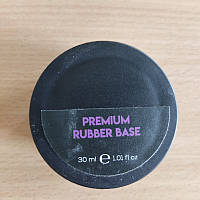 PREMIUM
RUBBER BASE
30 ml ℮ 1.01 fl oz